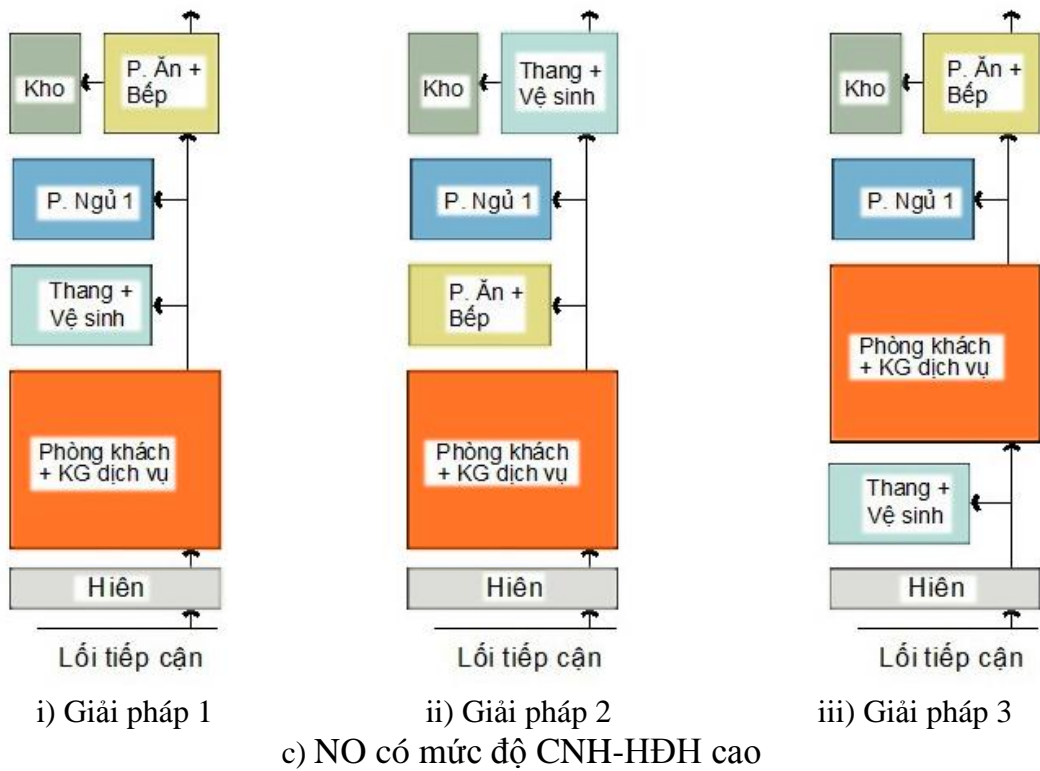 Kho
P. Ăn +
Bếp
P. Ngủ 1
Thang +
Vệ sinh
Phòng khách
+ KG dịch vụ
Hiên
Lối tiếp cận
i) Giải pháp 1
Kho
Thang +
Vệ sinh
P. Ngủ 1
P. Ăn +
Bếp
Phòng khách
+ KG dịch vụ
Hiên
Lối tiếp cận
ii) Giải pháp 2
Kho
P. Ăn +
Bếp
P. Ngủ 1
Phòng khách
+ KG dịch vụ
Thang +
Vệ sinh
Hiên
Lối tiếp cận
iii) Giải pháp 3
c) NO có mức độ CNH-HĐH cao